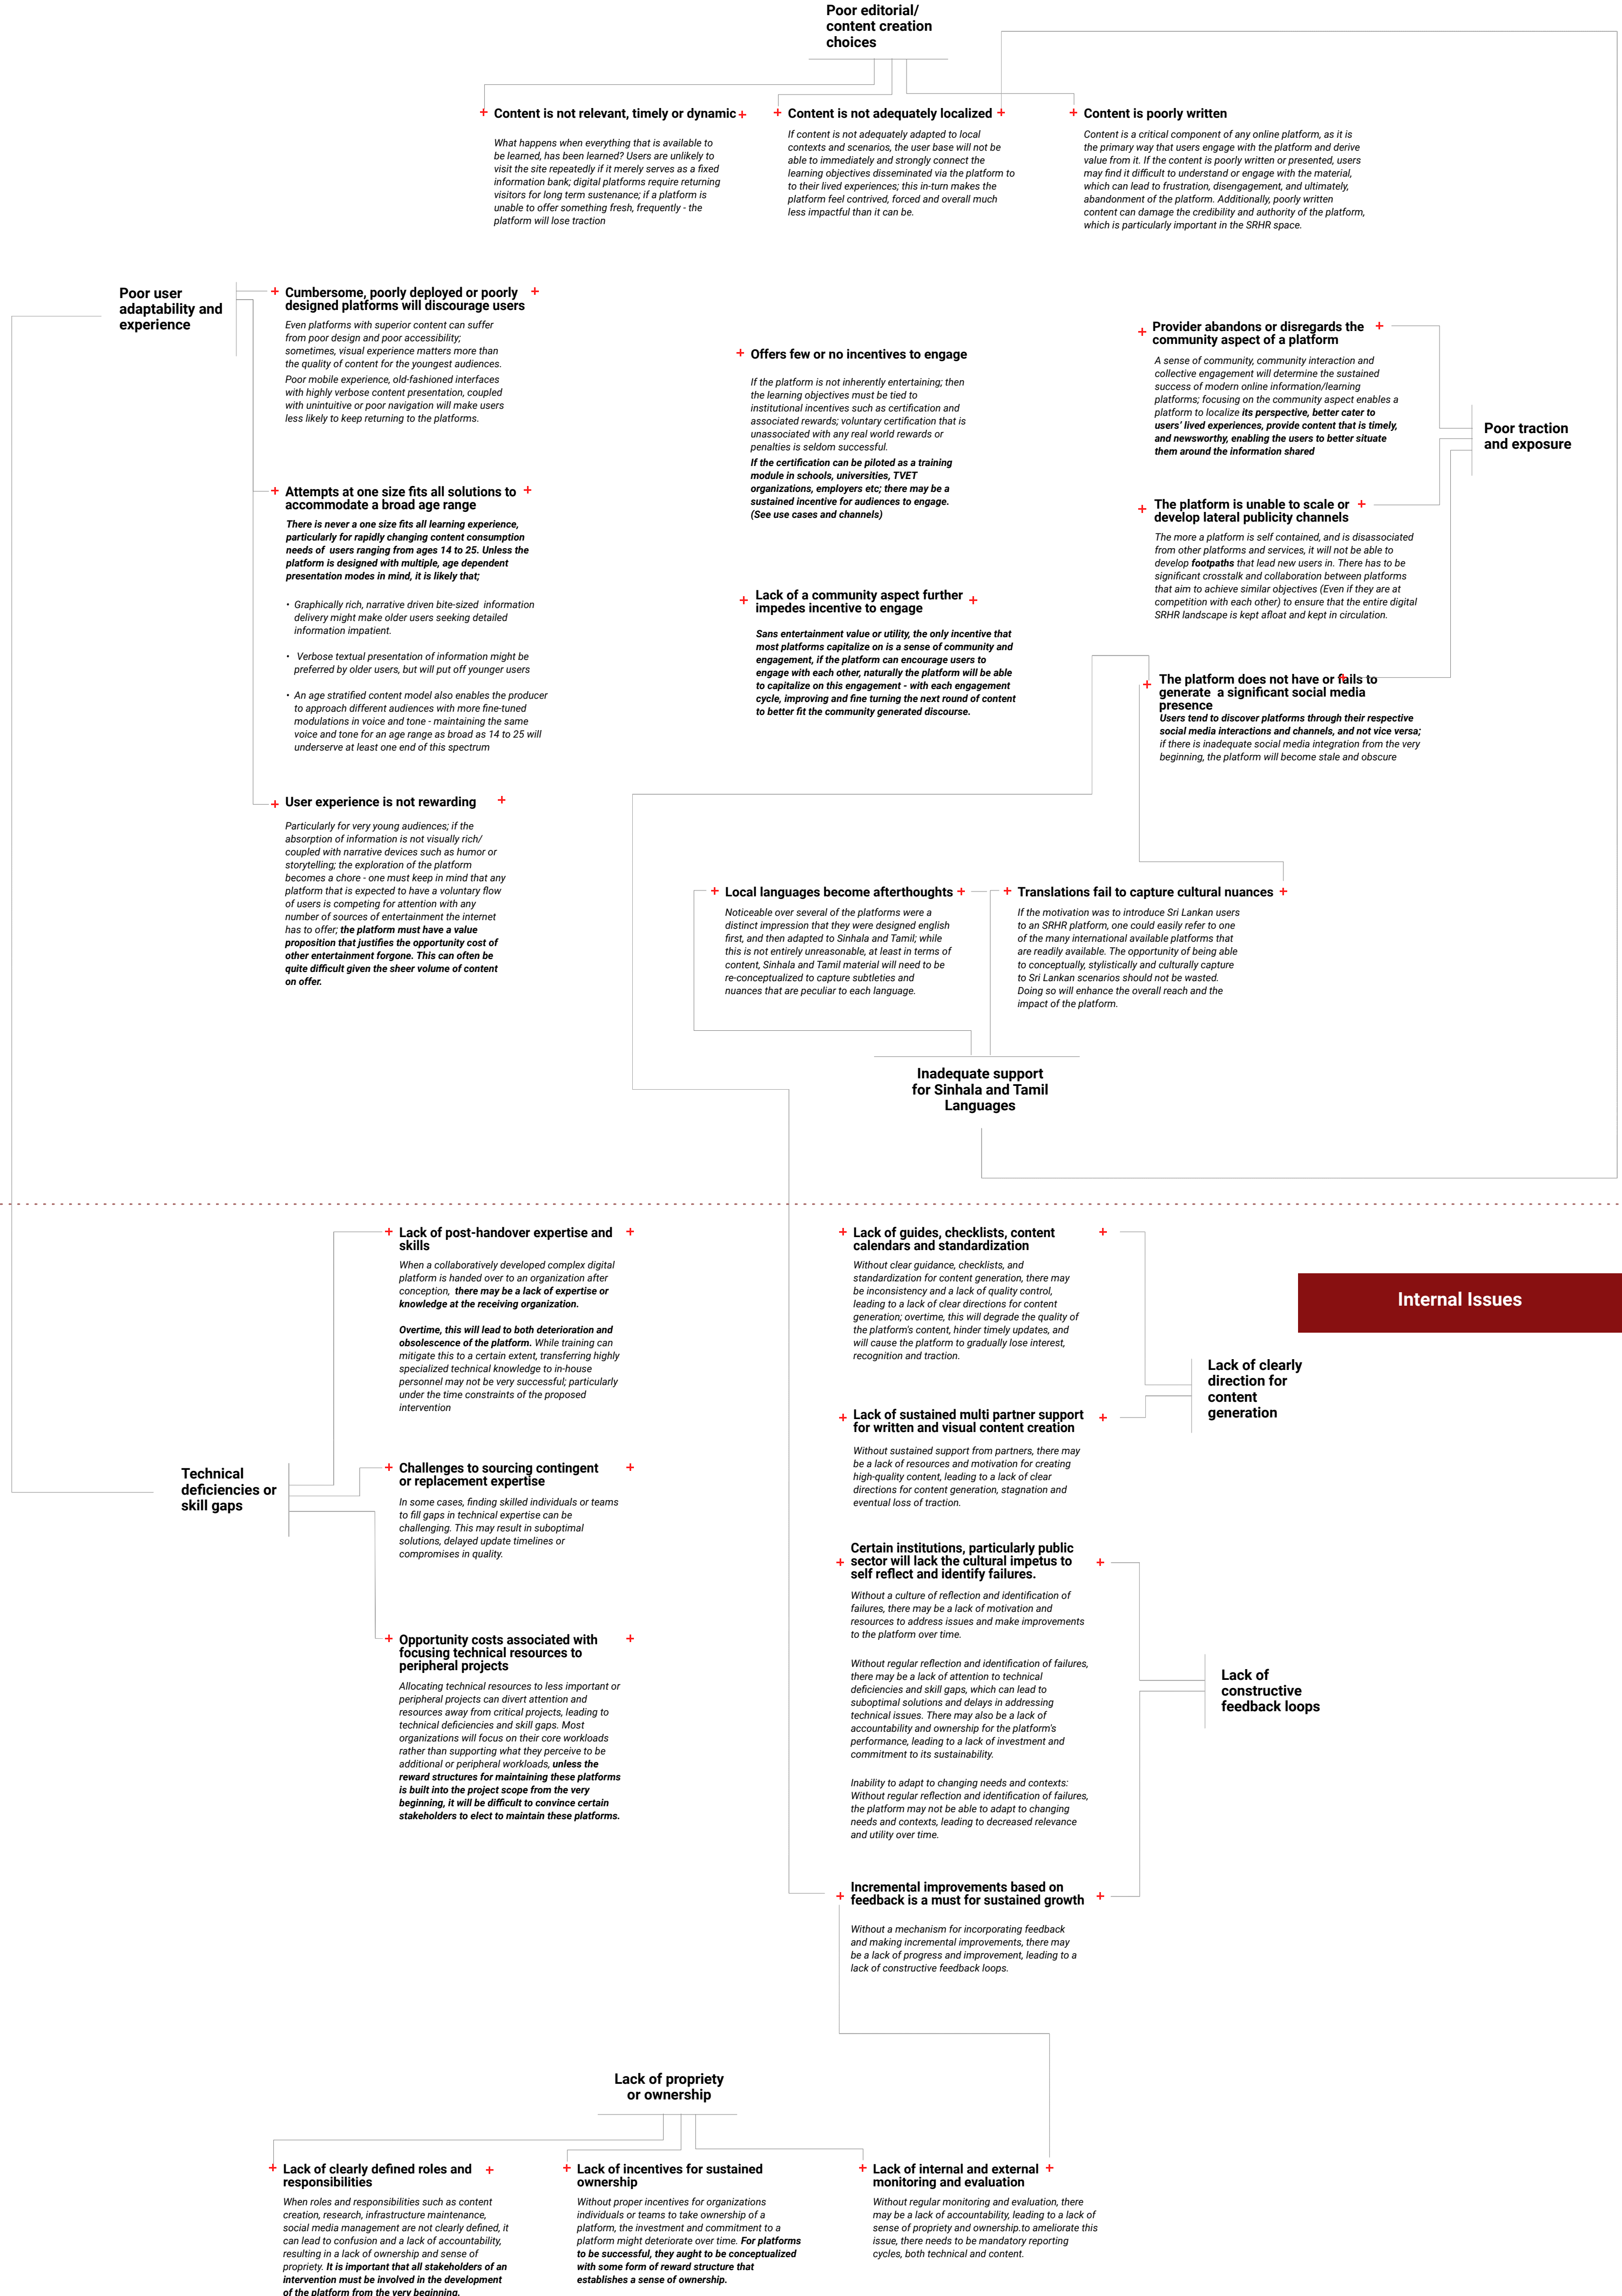 Poor editorial/
content creation
choices
Content is not relevant, timely or dynamic
What happens when everything that is available to
be learned, has been learned? Users are unlikely to
visit the site repeatedly if it merely serves as a fixed
information bank; digital platforms require returning
visitors for long term sustenance; if a platform is
unable to offer something fresh, frequently - the
platform will lose traction
Content is not adequately localized
If content is not adequately adapted to local
contexts and scenarios, the user base will not be
able to immediately and strongly connect the
learning objectives disseminated via the platform to
to their lived experiences; this in-turn makes the
platform feel contrived, forced and overall much
less impactful than it can be.
Content is poorly written
Content is a critical component of any online platform, as it is
the primary way that users engage with the platform and derive
value from it. If the content is poorly written or presented, users
may find it difficult to understand or engage with the material,
which can lead to frustration, disengagement, and ultimately,
abandonment of the platform. Additionally, poorly written
content can damage the credibility and authority of the platform,
which is particularly important in the SRHR space.
Poor user
adaptability and
experience
Cumbersome, poorly deployed or poorly
designed platforms will discourage users
Even platforms with superior content can suffer
from poor design and poor accessibility;
sometimes, visual experience matters more than
the quality of content for the youngest audiences.
Poor mobile experience, old-fashioned interfaces
with highly verbose content presentation, coupled
with unintuitive or poor navigation will make users
less likely to keep returning to the platforms.
Attempts at one size fits all solutions to
accommodate a broad age range
There is never a one size fits all learning experience,
particularly for rapidly changing content consumption
needs of users ranging from ages 14 to 25. Unless the
platform is designed with multiple, age dependent
presentation modes in mind, it is likely that;
• Graphically rich, narrative driven bite-sized information
delivery might make older users seeking detailed
information impatient.
• Verbose textual presentation of information might be
preferred by older users, but will put off younger users
• An age stratified content model also enables the producer
to approach different audiences with more fine-tuned
modulations in voice and tone - maintaining the same
voice and tone for an age range as broad as 14 to 25 will
underserve at least one end of this spectrum
User experience is not rewarding
Particularly for very young audiences; if the
absorption of information is not visually rich/
coupled with narrative devices such as humor or
storytelling; the exploration of the platform
becomes a chore - one must keep in mind that any
platform that is expected to have a voluntary flow
of users is competing for attention with any
number of sources of entertainment the internet
has to offer; the platform must have a value
proposition that justifies the opportunity cost of
other entertainment forgone. This can often be
quite difficult given the sheer volume of content
on offer.
Offers few or no incentives to engage
If the platform is not inherently entertaining; then
the learning objectives must be tied to
institutional incentives such as certification and
associated rewards; voluntary certification that is
unassociated with any real world rewards or
penalties is seldom successful.
If the certification can be piloted as a training
module in schools, universities, TVET
organizations, employers etc; there may be a
sustained incentive for audiences to engage.
(See use cases and channels)
Lack of a community aspect further
impedes incentive to engage
Sans entertainment value or utility, the only incentive that
most platforms capitalize on is a sense of community and
engagement, if the platform can encourage users to
engage with each other, naturally the platform will be able
to capitalize on this engagement - with each engagement
cycle, improving and fine turning the next round of content
to better fit the community generated discourse.
Provider abandons or disregards the
community aspect of a platform
A sense of community, community interaction and
collective engagement will determine the sustained
success of modern online information/learning
platforms; focusing on the community aspect enables a
platform to localize its perspective, better cater to
users' lived experiences, provide content that is timely,
and newsworthy, enabling the users to better situate
them around the information shared
Poor traction
and exposure
The platform is unable to scale or
develop lateral publicity channels
The more a platform is self contained, and is disassociated
from other platforms and services, it will not be able to
develop footpaths that lead new users in. There has to be
significant crosstalk and collaboration between platforms
that aim to achieve similar objectives (Even if they are at
competition with each other) to ensure that the entire digital
SRHR landscape is kept afloat and kept in circulation.
The platform does not have or fails to
generate a significant social media
presence
Users tend to discover platforms through their respective
social media interactions and channels, and not vice versa;
if there is inadequate social media integration from the very
beginning, the platform will become stale and obscure
Local languages become afterthoughts
Noticeable over several of the platforms were a
distinct impression that they were designed english
first, and then adapted to Sinhala and Tamil; while
this is not entirely unreasonable, at least in terms of
content, Sinhala and Tamil material will need to be
re-conceptualized to capture subtleties and
nuances that are peculiar to each language.
Translations fail to capture cultural nuances
If the motivation was to introduce Sri Lankan users
to an SRHR platform, one could easily refer to one
of the many international available platforms that
are readily available. The opportunity of being able
to conceptually, stylistically and culturally capture
to Sri Lankan scenarios should not be wasted.
Doing so will enhance the overall reach and the
impact of the platform.
Inadequate support
for Sinhala and Tamil
Languages
Internal Issues
Technical
deficiencies or
skill gaps
Lack of post-handover expertise and
skills
When a collaboratively developed complex digital
platform is handed over to an organization after
conception, there may be a lack of expertise or
knowledge at the receiving organization.
Overtime, this will lead to both deterioration and
obsolescence of the platform. While training can
mitigate this to a certain extent, transferring highly
specialized technical knowledge to in-house
personnel may not be very successful; particularly
under the time constraints of the proposed
intervention
Challenges to sourcing contingent
or replacement expertise
In some cases, finding skilled individuals or teams
to fill gaps in technical expertise can be
challenging. This may result in suboptimal
solutions, delayed update timelines or
compromises in quality.
Opportunity costs associated with
focusing technical resources to
peripheral projects
Allocating technical resources to less important or
peripheral projects can divert attention and
resources away from critical projects, leading to
technical deficiencies and skill gaps. Most
organizations will focus on their core workloads
rather than supporting what they perceive to be
additional or peripheral workloads, unless the
reward structures for maintaining these platforms
is built into the project scope from the very
beginning, it will be difficult to convince certain
stakeholders to elect to maintain these platforms.
Lack of guides, checklists, content
calendars and standardization
Without clear guidance, checklists, and
standardization for content generation, there may
be inconsistency and a lack of quality control,
leading to a lack of clear directions for content
generation; overtime, this will degrade the quality of
the platform's content, hinder timely updates, and
will cause the platform to gradually lose interest,
recognition and traction.
Lack of clearly
direction for
content
generation
Lack of sustained multi partner support
for written and visual content creation
Without sustained support from partners, there may
be a lack of resources and motivation for creating
high-quality content, leading to a lack of clear
directions for content generation, stagnation and
eventual loss of traction.
Certain institutions, particularly public
sector will lack the cultural impetus to
self reflect and identify failures.
Without a culture of reflection and identification of
failures, there may be a lack of motivation and
resources to address issues and make improvements
to the platform over time.
Without regular reflection and identification of failures,
there may be a lack of attention to technical
deficiencies and skill gaps, which can lead to
suboptimal solutions and delays in addressing
technical issues. There may also be a lack of
accountability and ownership for the platform's
performance, leading to a lack of investment and
commitment to its sustainability.
Inability to adapt to changing needs and contexts:
Without regular reflection and identification of failures,
the platform may not be able to adapt to changing
needs and contexts, leading to decreased relevance
and utility over time.
Lack of
constructive
feedback loops
Incremental improvements based on
feedback is a must for sustained growth
Without a mechanism for incorporating feedback
and making incremental improvements, there may
be a lack of progress and improvement, leading to a
lack of constructive feedback loops.
Lack of propriety
or ownership
Lack of clearly defined roles and
responsibilities
When roles and responsibilities such as content
creation, research, infrastructure maintenance,
social media management are not clearly defined, it
can lead to confusion and a lack of accountability,
resulting in a lack of ownership and sense of
propriety. It is important that all stakeholders of an
intervention must be involved in the development
of the platform from the very beginning.
Lack of incentives for sustained
ownership
Without proper incentives for organizations
individuals or teams to take ownership of a
platform, the investment and commitment to a
platform might deteriorate over time. For platforms
to be successful, they aught to be conceptualized
with some form of reward structure that
establishes a sense of ownership.
Lack of internal and external
monitoring and evaluation
Without regular monitoring and evaluation, there
may be a lack of accountability, leading to a lack of
sense of propriety and ownership.to ameliorate this
issue, there needs to be mandatory reporting
cycles, both technical and content.